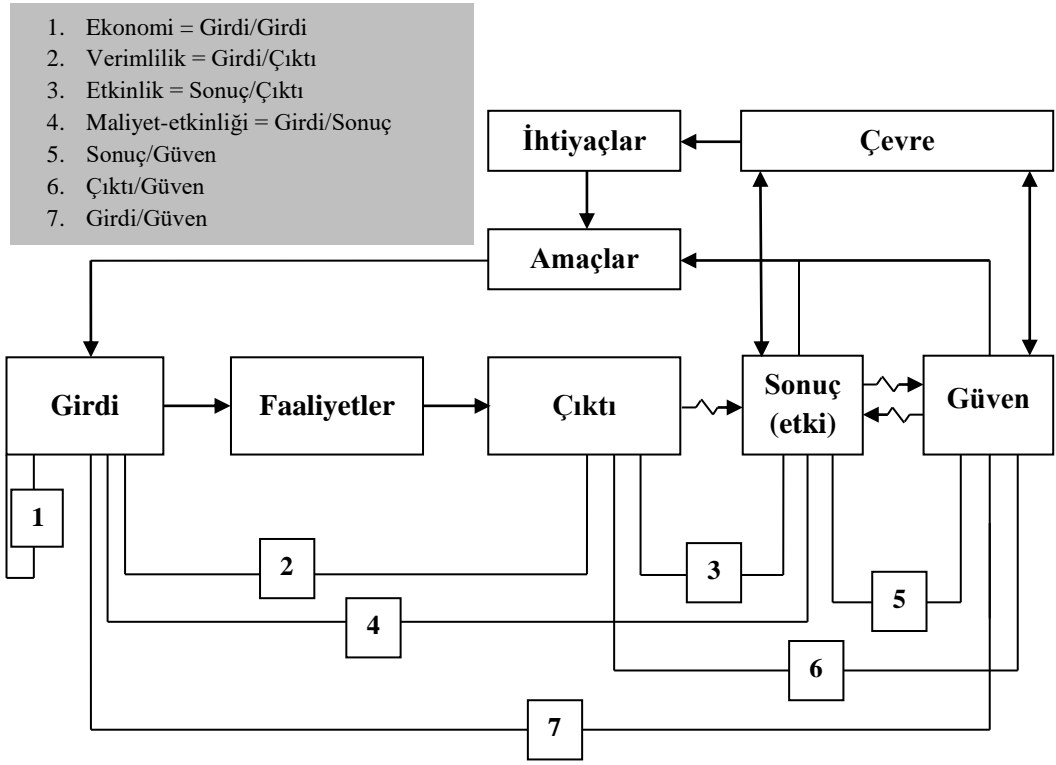 1. Ekonomi = Girdi/Girdi
2. Verimlilik = Girdi/Çıktı
3. Etkinlik = Sonuç/Çıktı
4. Maliyet-etkinliği = Girdi/Sonuç
5. Sonuç/Güven
6. Çıktı/Güven
7. Girdi/Güven
İhtiyaçlar
Çevre
Amaçlar
Girdi
Faaliyetler
Çıktı
Sonuç
(etki)
Güven
1
2
3
4
5
6
7